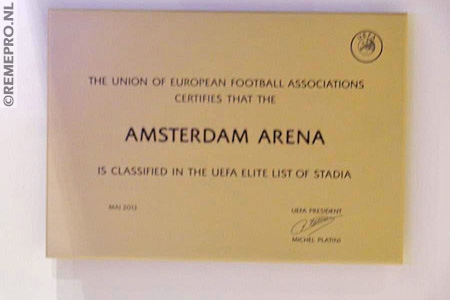 UEFA
THE UNION OF EUROPEAN FOOTBALL ASSOCIATIONS
CERTIFIES THAT THE
AMSTERDAM ARENA
IS CLASSIFIED IN THE UEFA ELITE LIST OF STADIA
MAI 2013
UEFA PRESIDENT
MICHEL PLATINI
©REMEPRO.NL